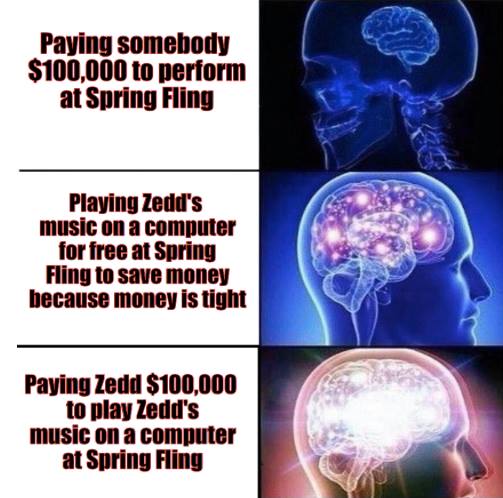 Paying somebody
$100,000 to perform
at Spring Fling
Playing Zedd's
music on a computer
for free at Spring
Fling to save money
because money is tight
Paying Zedd $100,000
to play Zedd's
music on a computer
at Spring Fling